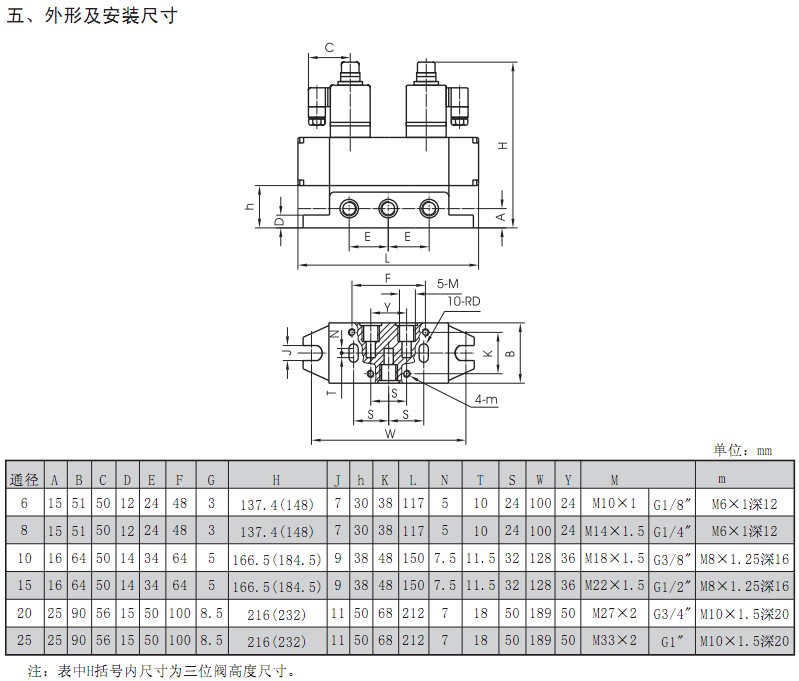 五、外形及安装尺寸
C
H
h
D
A
E E
L
F
5-M
10-RD
Y
N
J
K
B
T
S
4-m
S S
W
单位：mm
通径 A B C D E F G H J h K L N T S W Y M m
6 15 51 50 12 24 48 3 137.4(148) 7 30 38 117 5 10 24 100 24 M10×1 G1/8″ M6×1深12
8 15 51 50 12 24 48 3 137.4(148) 7 30 38 117 5 10 24 100 24 M14×1.5 G1/4″ M6×1深12
10 16 64 50 14 34 64 5 166.5(184.5) 9 38 48 150 7.5 11.5 32 128 36 M18×1.5 G3/8″ M8×1.25深16
15 16 64 50 14 34 64 5 166.5(184.5) 9 38 48 150 7.5 11.5 32 128 36 M22×1.5 G1/2″ M8×1.25深16
20 25 90 56 15 50 100 8.5 216(232) 11 50 68 212 7 18 50 189 50 M27×2 G3/4″ M10×1.5深20
25 25 90 56 15 50 100 8.5 216(232) 11 50 68 212 7 18 50 189 50 M33×2 G1″ M10×1.5深20
注：表中H括号内尺寸为三位阀高度尺寸。